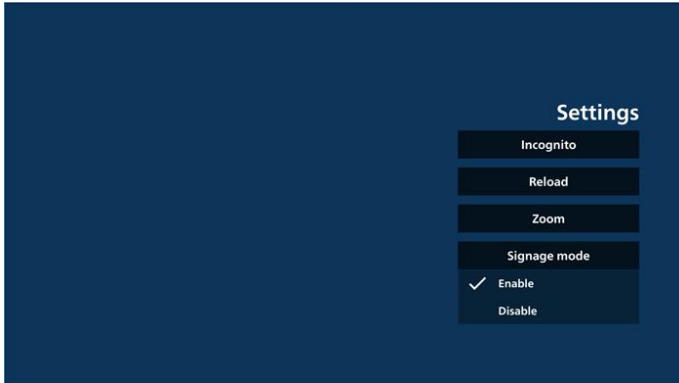 Settings
Incognito
Reload
Zoom
Signage mode
Enable
Disable